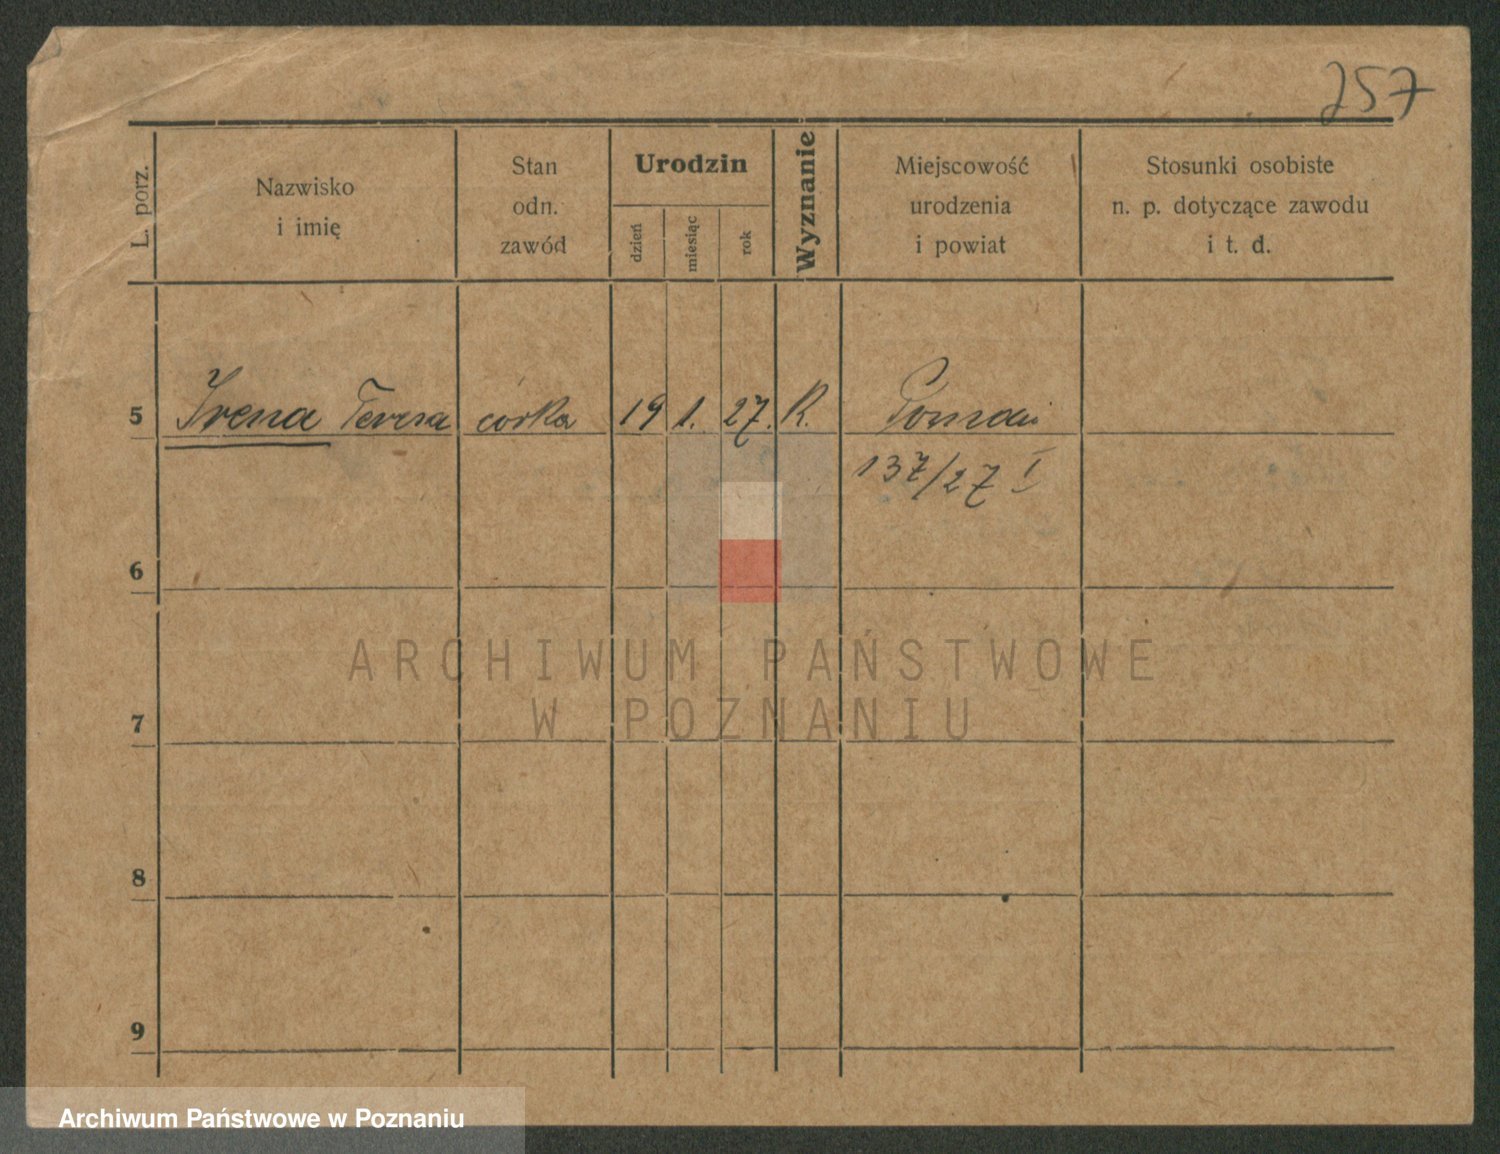 257
L. porz.
Nazwisko
i imię
Stan
odn.
zawód
Urodzin
dzień
miesiąc
rok
Wyznanie
Miejscowość
urodzenia
i powiat
Stosunki osobiste
n. p. dotyczące zawodu
i t. d.
5 Irena Teresa córka 19 1. 27. R.
137/27 I
6
ARCHIWUM PAŃSTWOWE
W POZNANIU
7
8
9
Archiwum Państwowe w Poznaniu